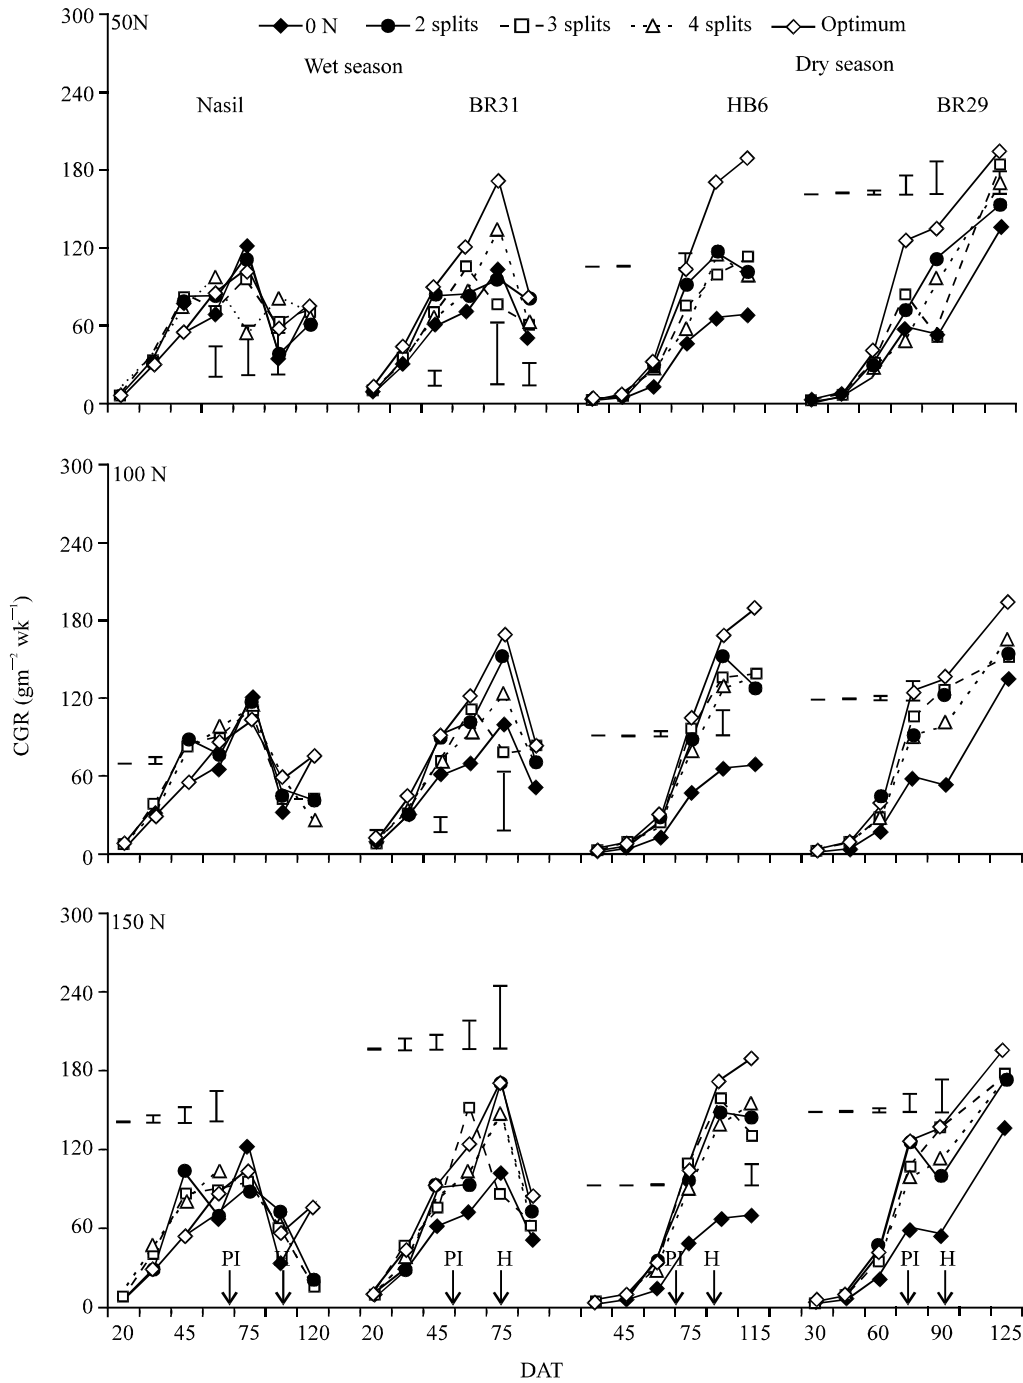 300
50N
0 N
2 splits
3 splits
4 splits
Optimum
Wet season
Dry season
240
Nasil
BR31
HB6
BR29
180
120
60
0
300
100 N
240
180
120
60
0
CGR (gm⁻² wk⁻¹)
300
150 N
240
180
120
60
PI
H
PI
H
PI
H
PI
H
0
20 45 75 120 20 45 75 45 75 115 30 60 90 125
DAT